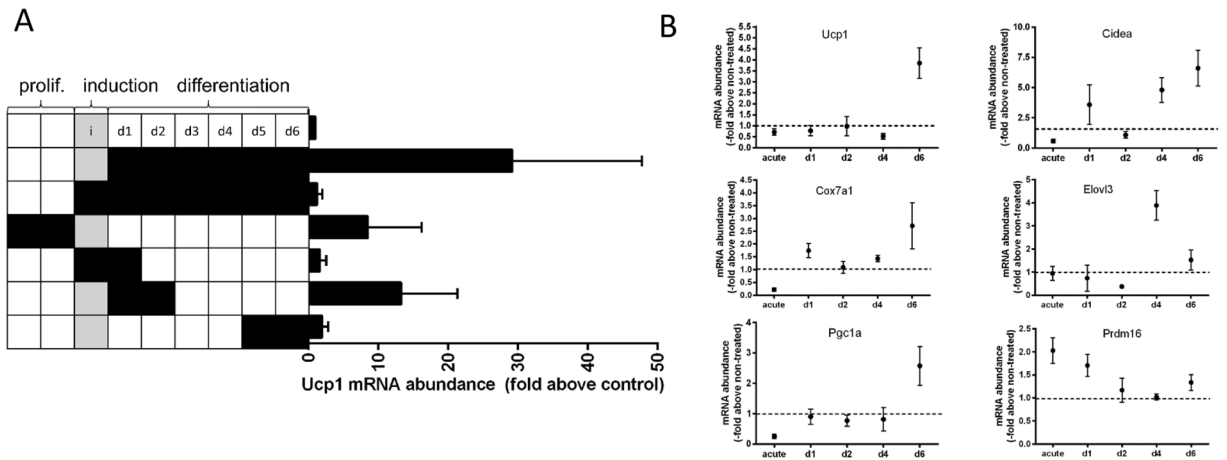 A
prolif. induction differentiation
i d1 d2 d3 d4 d5 d6
0 10 20 30 40 50
Ucp1 mRNA abundance (fold above control)
B
Ucp1
mRNA abundance
(-fold above non-treated)
5.5
5.0
4.5
4.0
3.5
3.0
2.5
2.0
1.5
1.0
0.5
0.0
acute d1 d2 d4 d6
Cidea
mRNA abundance
(-fold above non-treated)
10.0
7.5
5.0
2.5
0.0
acute d1 d2 d4 d6
Cox7a1
mRNA abundance
(-fold above non-treated)
4.5
4.0
3.5
3.0
2.5
2.0
1.5
1.0
0.5
0.0
acute d1 d2 d4 d6
Elovl3
mRNA abundance
(-fold above non-treated)
5
4
3
2
1
0
acute d1 d2 d4 d6
Pgc1a
mRNA abundance
(-fold above non-treated)
4
3
2
1
0
acute d1 d2 d4 d6
Prdm16
mRNA abundance
(-fold above non-treated)
2.5
2.0
1.5
1.0
0.5
0.0
acute d1 d2 d4 d6